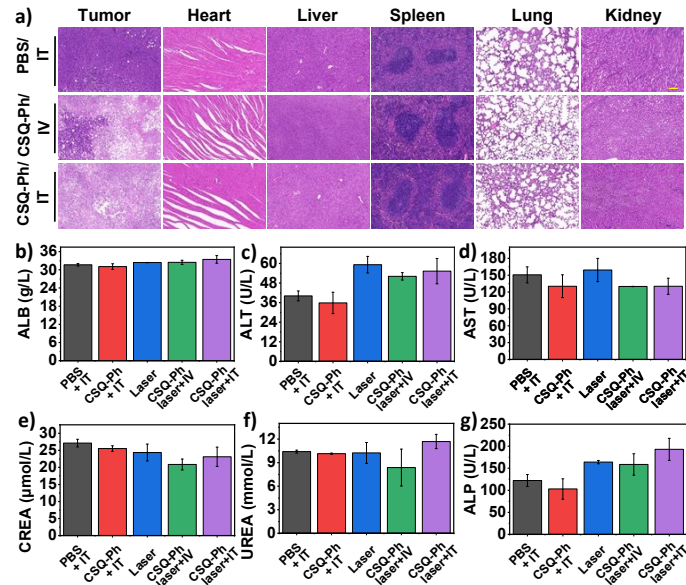 a) Tumor Heart Liver Spleen Lung Kidney
PBS/
IT
CSQ-Ph/
IV
CSQ-Ph/
IT
b)
ALB (g/L)
36
30
24
18
12
6
0
PBS + IT
CSQ-Ph + IT
Laser
CSQ-Ph laser+IV
CSQ-Ph laser+IT
c)
ALT (U/L)
72
60
48
36
24
12
0
PBS + IT
CSQ-Ph + IT
Laser
CSQ-Ph laser+IV
CSQ-Ph laser+IT
d)
AST (U/L)
180
150
120
90
60
30
0
PBS + IT
CSQ-Ph + IT
Laser
CSQ-Ph laser+IV
CSQ-Ph laser+IT
e)
CREA (μmol/L)
30
25
20
15
10
5
0
PBS + IT
CSQ-Ph + IT
Laser
CSQ-Ph laser+IV
CSQ-Ph laser+IT
f)
UREA (mmol/L)
12
9
6
3
0
PBS + IT
CSQ-Ph + IT
Laser
CSQ-Ph laser+IV
CSQ-Ph laser+IT
g)
ALP (U/L)
200
150
100
50
0
PBS + IT
CSQ-Ph + IT
Laser
CSQ-Ph laser+IV
CSQ-Ph laser+IT